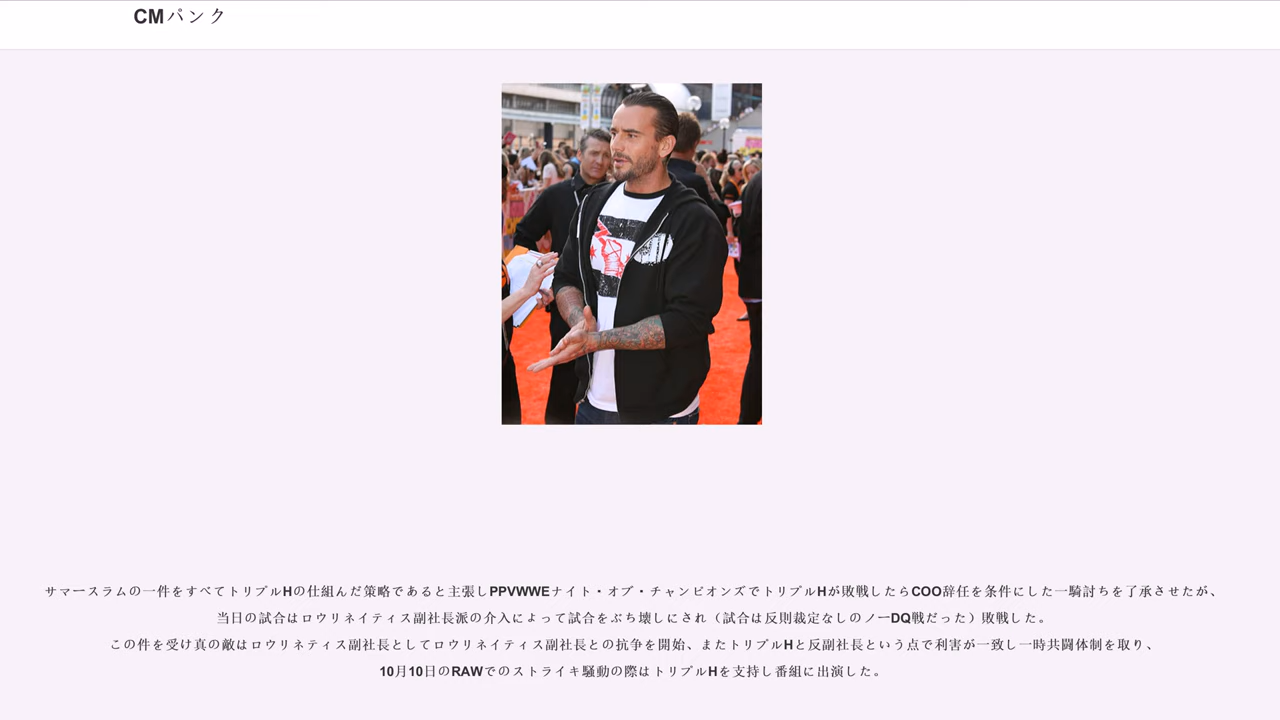 CMパンク
サマースラムの一件をすべてトリプルHの仕組んだ策略であると主張しPPVWWEナイト・オブ・チャンピオンズでトリプルHが敗戦したらCOO辞任を条件にした一騎討ちを了承させたが、
当日の試合はロウリネイティス副社長派の介入によって試合をぶち壊しにされ（試合は反則裁定なしのノーDQ戦だった）敗戦した。
この件を受け真の敵はロウリネティス副社長としてロウリネイティス副社長との抗争を開始、またトリプルHと反副社長という点で利害が一致し一時共闘体制を取り、
10月10日のRAWでのストライキ騒動の際はトリプルHを支持し番組に出演した。